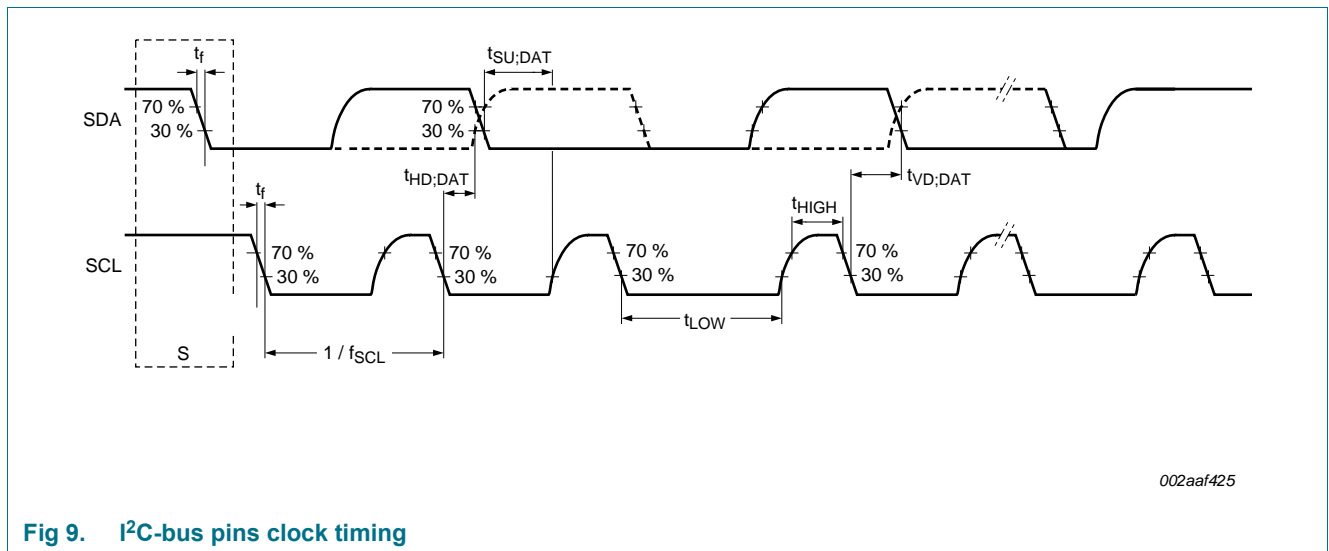 tf
tSU;DAT
70 %
30 %
SDA
70 %
30 %
tHD;DAT
tVD;DAT
tf
tHIGH
SCL
70 %
30 %
70 %
30 %
70 %
30 %
70 %
30 %
tLOW
S
1 / fSCL
002aaf425
Fig 9. I²C-bus pins clock timing